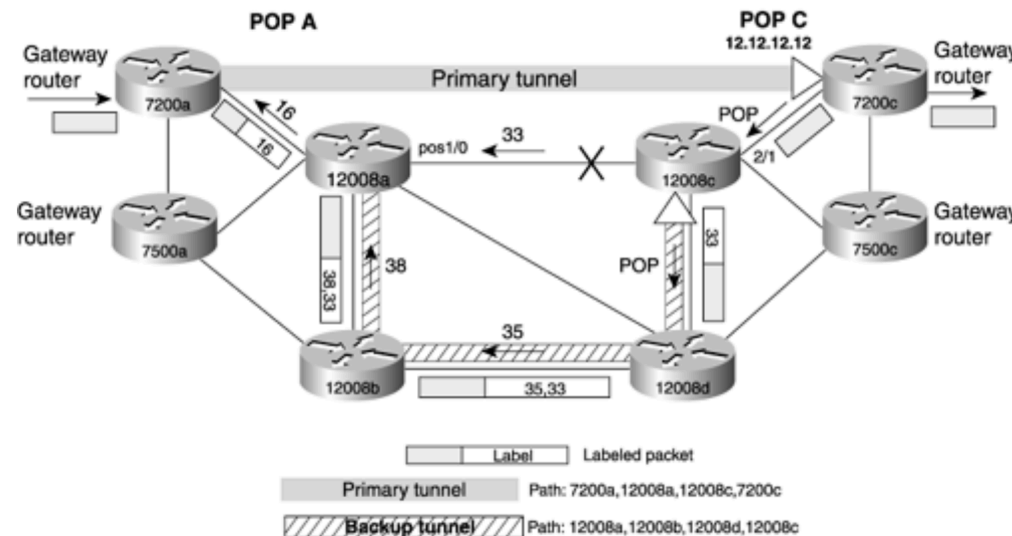 POP A
POP C
12.12.12.12
Gateway
router
7200a
Primary tunnel
7200c
Gateway
router
16
16
POP
2/1
pos1/0
33
12008a
12008c
Gateway
router
7500a
Gateway
router
7500c
38,33
38
POP
33
35
12008b
35,33
12008d
Label
Labeled packet
Primary tunnel
Path: 7200a,12008a,12008c,7200c
Backup tunnel
Path: 12008a,12008b,12008d,12008c